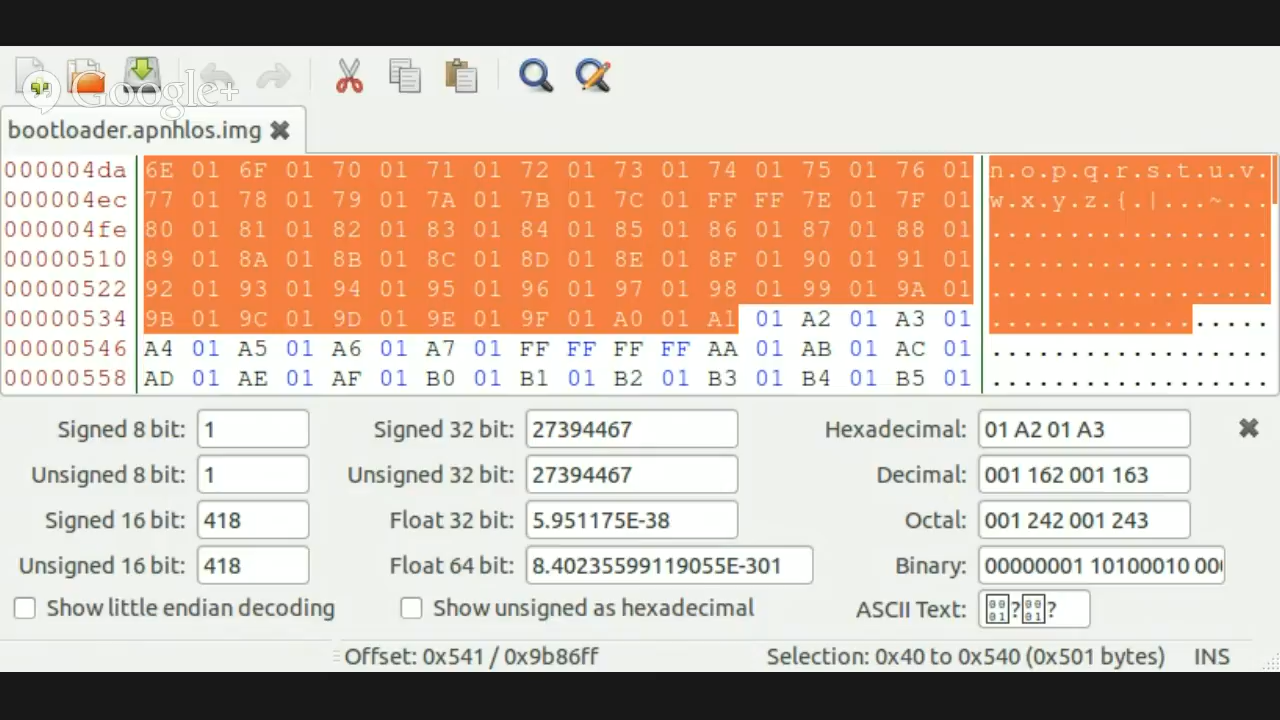 Google+
bootloader.apnhlos.img
000004da 6E 01 6F 01 70 01 71 01 72 01 73 01 74 01 75 01 76 01 n.o.p.q.r.s.t.u.v.
000004ec 77 01 78 01 79 01 7A 01 7B 01 7C 01 FF FF 7E 01 7F 01 w.x.y.z.{.|...~...
000004fe 80 01 81 01 82 01 83 01 84 01 85 01 86 01 87 01 88 01 ..................
00000510 89 01 8A 01 8B 01 8C 01 8D 01 8E 01 8F 01 90 01 91 01 ..................
00000522 92 01 93 01 94 01 95 01 96 01 97 01 98 01 99 01 9A 01 ..................
00000534 9B 01 9C 01 9D 01 9E 01 9F 01 A0 01 A1 01 A2 01 A3 01 ..................
00000546 A4 01 A5 01 A6 01 A7 01 FF FF FF FF AA 01 AB 01 AC 01 ..................
00000558 AD 01 AE 01 AF 01 B0 01 B1 01 B2 01 B3 01 B4 01 B5 01 ..................
Signed 8 bit: 1 Signed 32 bit: 27394467 Hexadecimal: 01 A2 01 A3
Unsigned 8 bit: 1 Unsigned 32 bit: 27394467 Decimal: 001 162 001 163
Signed 16 bit: 418 Float 32 bit: 5.951175E-38 Octal: 001 242 001 243
Unsigned 16 bit: 418 Float 64 bit: 8.40235599119055E-301 Binary: 00000001 10100010 00
Show little endian decoding Show unsigned as hexadecimal ASCII Text: ??
Offset: 0x541 / 0x9b86ff Selection: 0x40 to 0x540 (0x501 bytes) INS